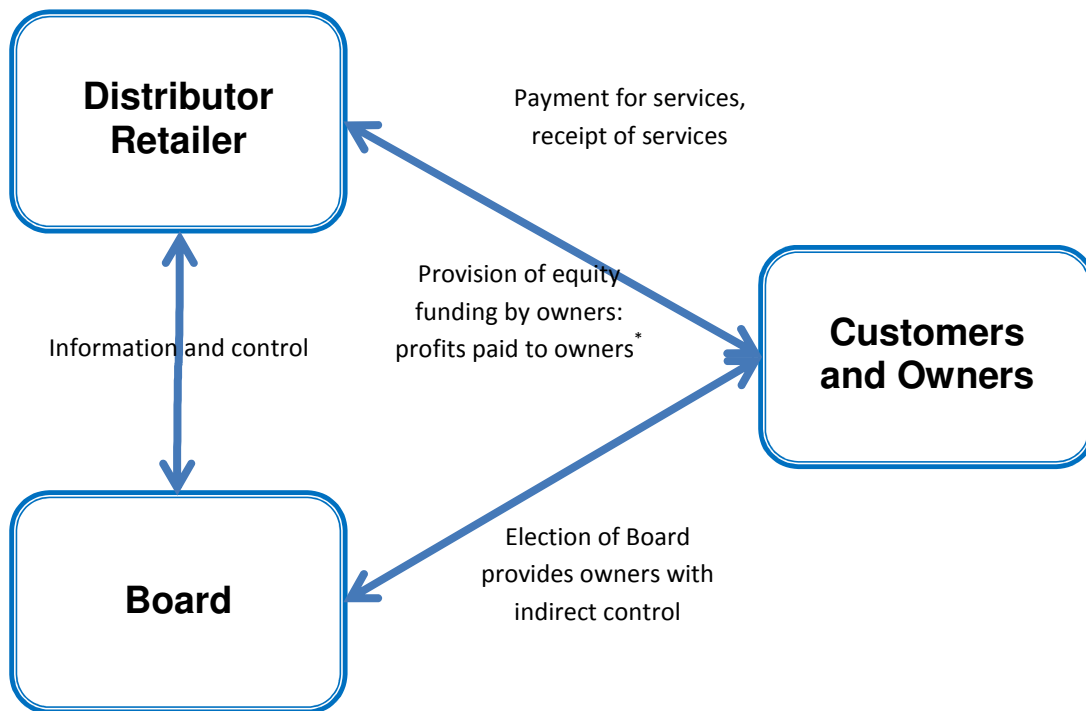 Distributor
Retailer
Payment for services,
receipt of services
Provision of equity
funding by owners:
profits paid to owners*
Information and control
Customers
and Owners
Election of Board
provides owners with
indirect control
Board